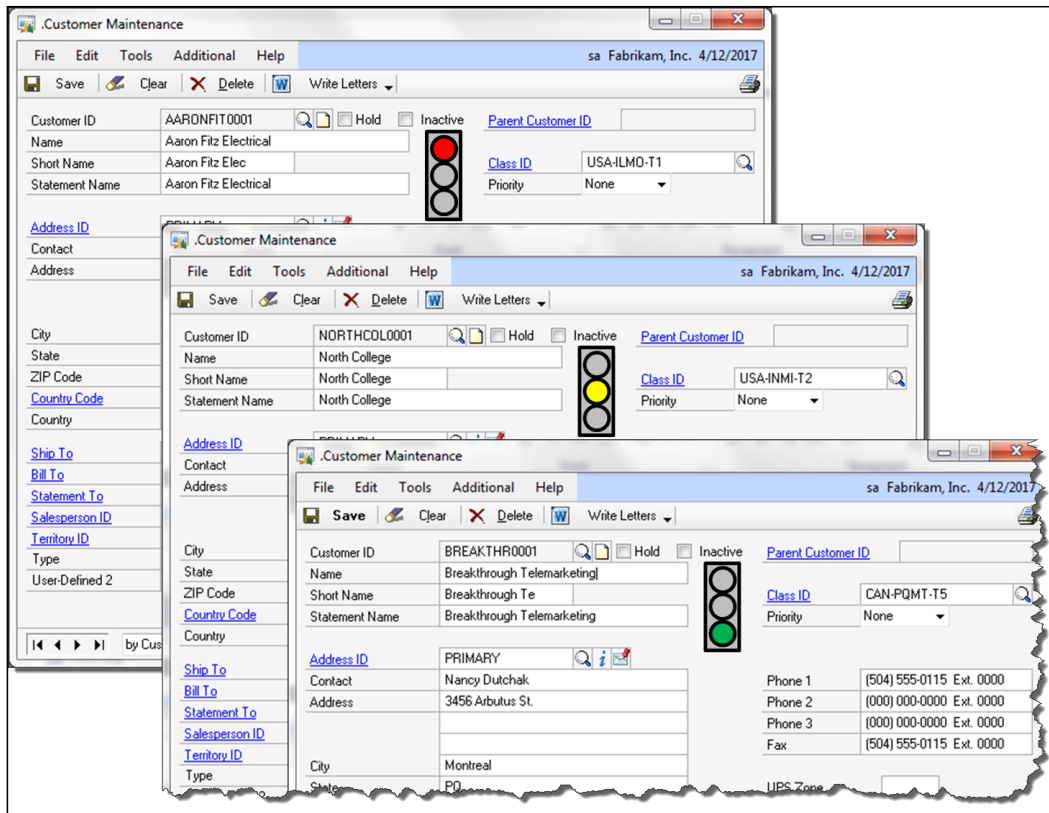 .Customer Maintenance
File Edit Tools Additional Help sa Fabrikam, Inc. 4/12/2017
Save Clear Delete W Write Letters
Customer ID AARONFIT0001 Hold Inactive Parent Customer ID
Name Aaron Fitz Electrical
Short Name Aaron Fitz Elec Class ID USA-ILMO-T1
Statement Name Aaron Fitz Electrical Priority None
Address ID
Contact
Address
City
State
ZIP Code
Country Code
Country
Ship To
Bill To
Statement To
Salesperson ID
Territory ID
Type
User-Defined 2
by Cus
.Customer Maintenance
File Edit Tools Additional Help sa Fabrikam, Inc. 4/12/2017
Save Clear Delete W Write Letters
Customer ID NORTHCOL0001 Hold Inactive Parent Customer ID
Name North College
Short Name North College Class ID USA-INMI-T2
Statement Name North College Priority None
Address ID
Contact
Address
City
State
ZIP Code
Country Code
Country
Ship To
Bill To
Statement To
Salesperson ID
Territory ID
Type
.Customer Maintenance
File Edit Tools Additional Help sa Fabrikam, Inc. 4/12/2017
Save Clear Delete W Write Letters
Customer ID BREAKTHR0001 Hold Inactive Parent Customer ID
Name Breakthrough Telemarketing
Short Name Breakthrough Te Class ID CAN-PQMT-T5
Statement Name Breakthrough Telemarketing Priority None
Address ID PRIMARY i
Contact Nancy Dutchak Phone 1 (504) 555-0115 Ext. 0000
Address 3456 Arbutus St. Phone 2 (000) 000-0000 Ext. 0000
Phone 3 (000) 000-0000 Ext. 0000
Fax (504) 555-0115 Ext. 0000
City Montreal
State PQ UPS Zone